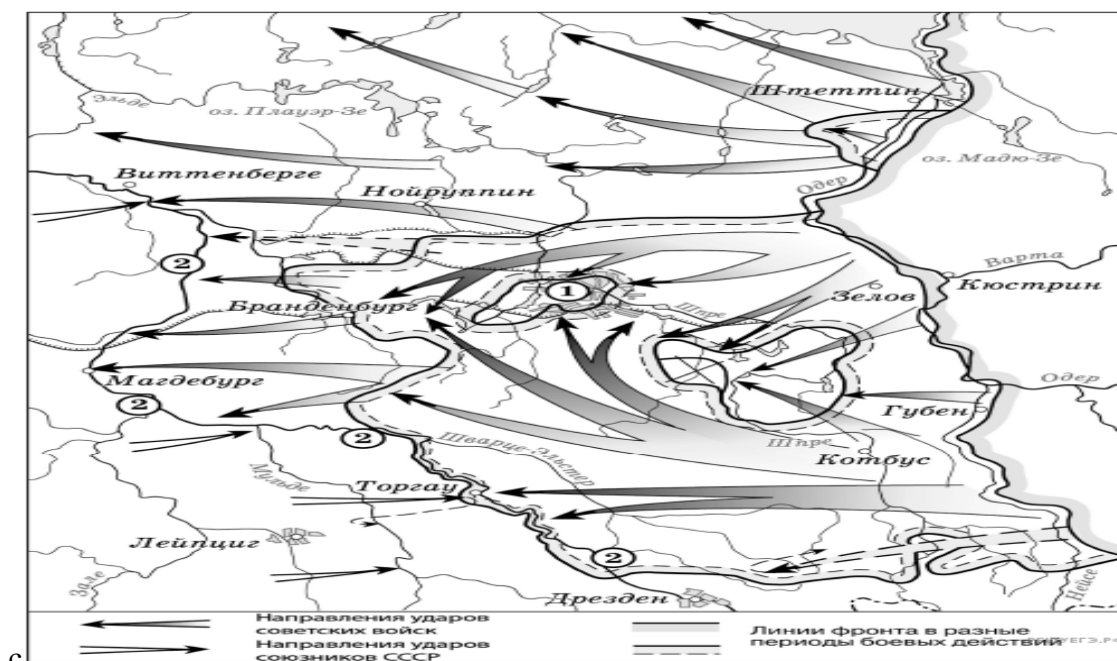 Штеттин
Эльде
оз. Плауэр-Зе
оз. Мадю-Зе
Виттенберге
Нойруппин
Одер
2
Варта
1
Зелов
Кюстрин
Бранденбург
Шпре
Магдебург
Одер
2
Губен
2
Шварце-Эльстер
Шпре
Котбус
Мульде
Торгау
Лейпциг
2
Заале
Дрезден
Нейсе
Направления ударов
советских войск
Направления ударов
союзников СССР
Линии фронта в разные
периоды боевых действий
с